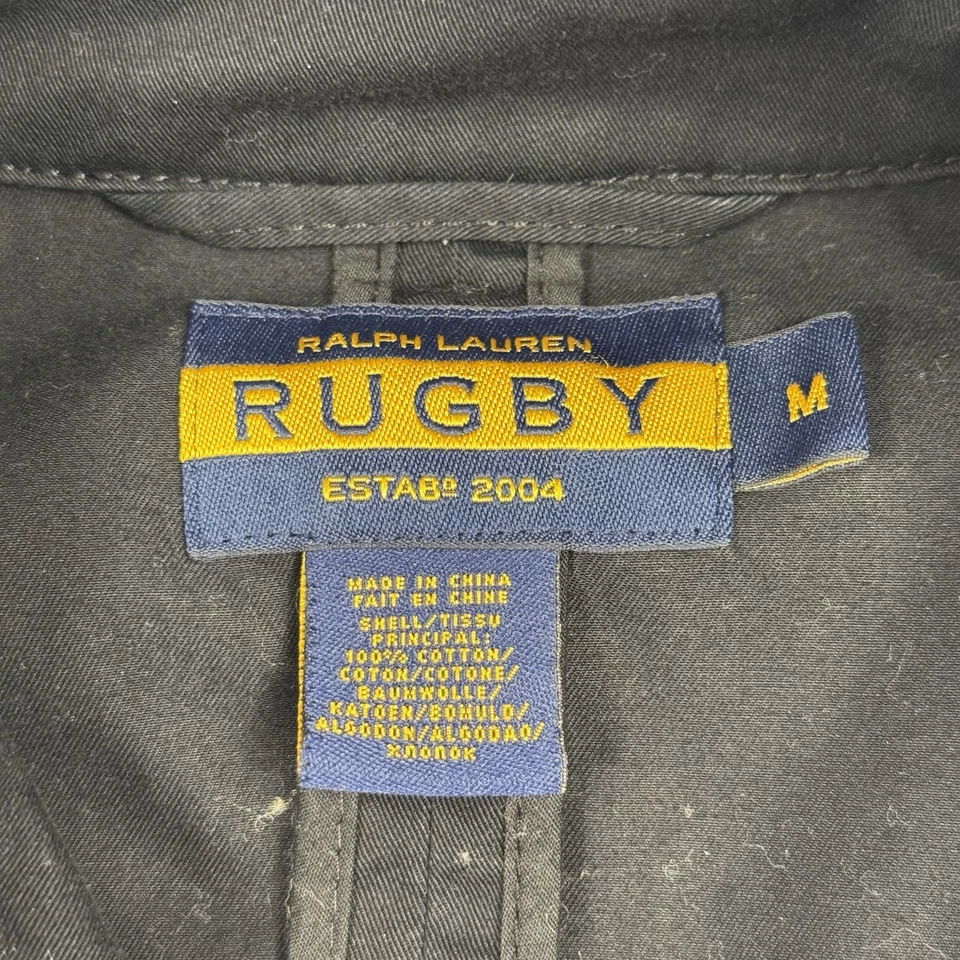 RALPH LAUREN
RUGBY
ESTABº 2004
M
MADE IN CHINA
FAIT EN CHINE
SHELL/TISSU
PRINCIPAL:
100% COTTON/
COTON/COTONE/
BAUMWOLLE/
KATOEN/BOMULD/
ALGODON/ALGODAO/
ХЛОПОК